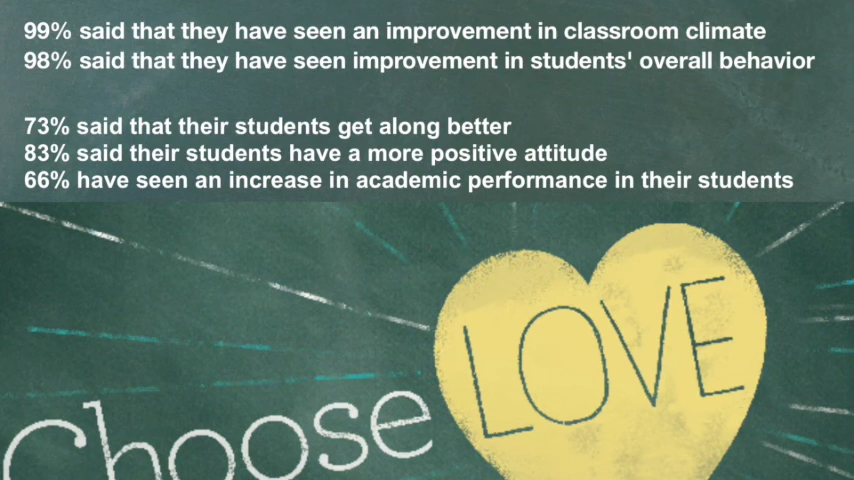 99% said that they have seen an improvement in classroom climate
98% said that they have seen improvement in students' overall behavior
73% said that their students get along better
83% said their students have a more positive attitude
66% have seen an increase in academic performance in their students
Choose LOVE